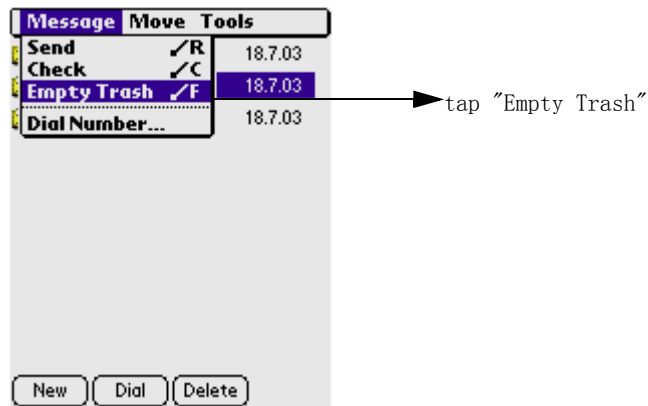 Message Move Tools
Send ⁄R 18.7.03
Check ⁄C
Empty Trash ⁄F 18.7.03
Dial Number... 18.7.03
tap "Empty Trash"
New Dial Delete